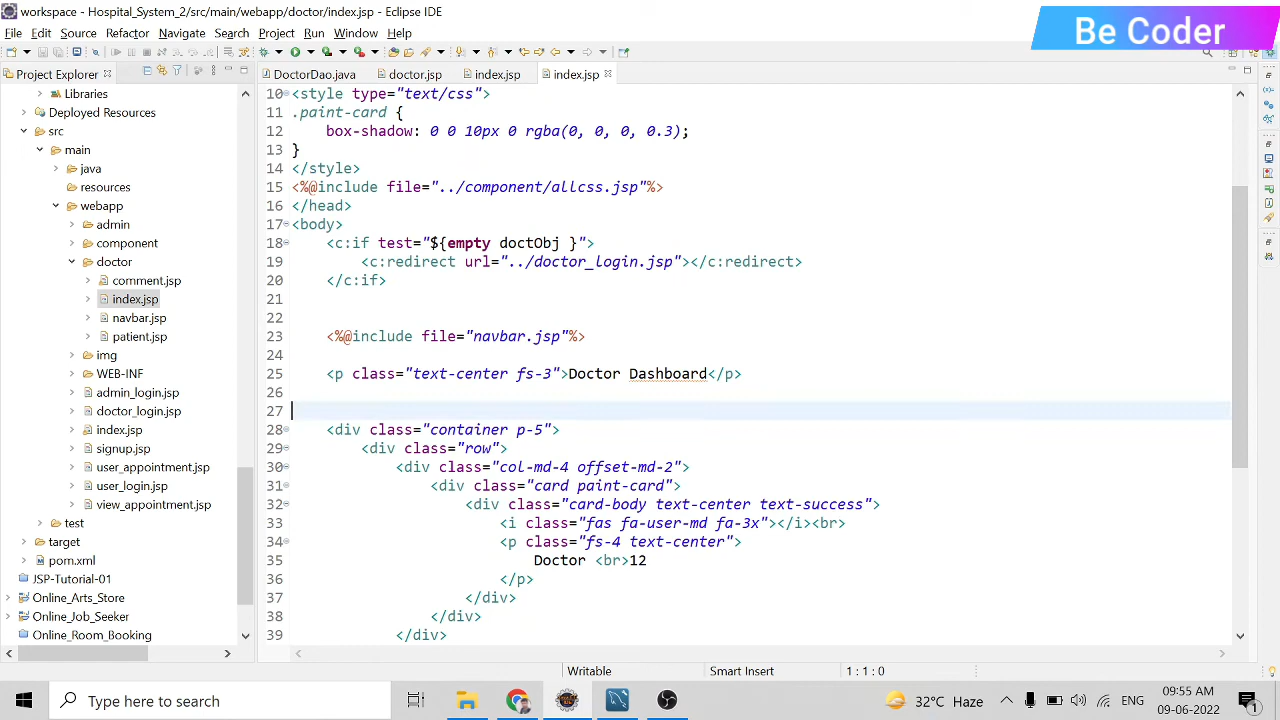 workspace - Hospital_System_2/src/main/webapp/doctor/index.jsp - Eclipse IDE
Be Coder
File Edit Source Refactor Navigate Search Project Run Window Help
Project Explorer
DoctorDao.java doctor.jsp index.jsp index.jsp
Libraries
Deployed Resources
src
main
java
resources
webapp
admin
component
doctor
comment.jsp
index.jsp
navbar.jsp
patient.jsp
img
WEB-INF
admin_login.jsp
doctor_login.jsp
index.jsp
signup.jsp
user_appointment.jsp
user_login.jsp
view_appointment.jsp
test
target
pom.xml
JSP-Tutorial-01
Online_Arts_Store
Online_Job_Seeker
Online_Room_Booking
10 <style type="text/css">
11 .paint-card {
12 box-shadow: 0 0 10px 0 rgba(0, 0, 0, 0.3);
13 }
14 </style>
15 <%@include file="../component/allcss.jsp"%>
16 </head>
17 <body>
18 <c:if test="${empty doctObj }">
19 <c:redirect url="../doctor_login.jsp"></c:redirect>
20 </c:if>
21
22
23 <%@include file="navbar.jsp"%>
24
25 <p class="text-center fs-3">Doctor Dashboard</p>
26
27
28 <div class="container p-5">
29 <div class="row">
30 <div class="col-md-4 offset-md-2">
31 <div class="card paint-card">
32 <div class="card-body text-center text-success">
33 <i class="fas fa-user-md fa-3x"></i><br>
34 <p class="fs-4 text-center">
35 Doctor <br>12
36 </p>
37 </div>
38 </div>
39 </div>
Writable Smart Insert 1 : 1 : 0
Type here to search
32°C Haze ENG 09:55 AM
09-06-2022
1